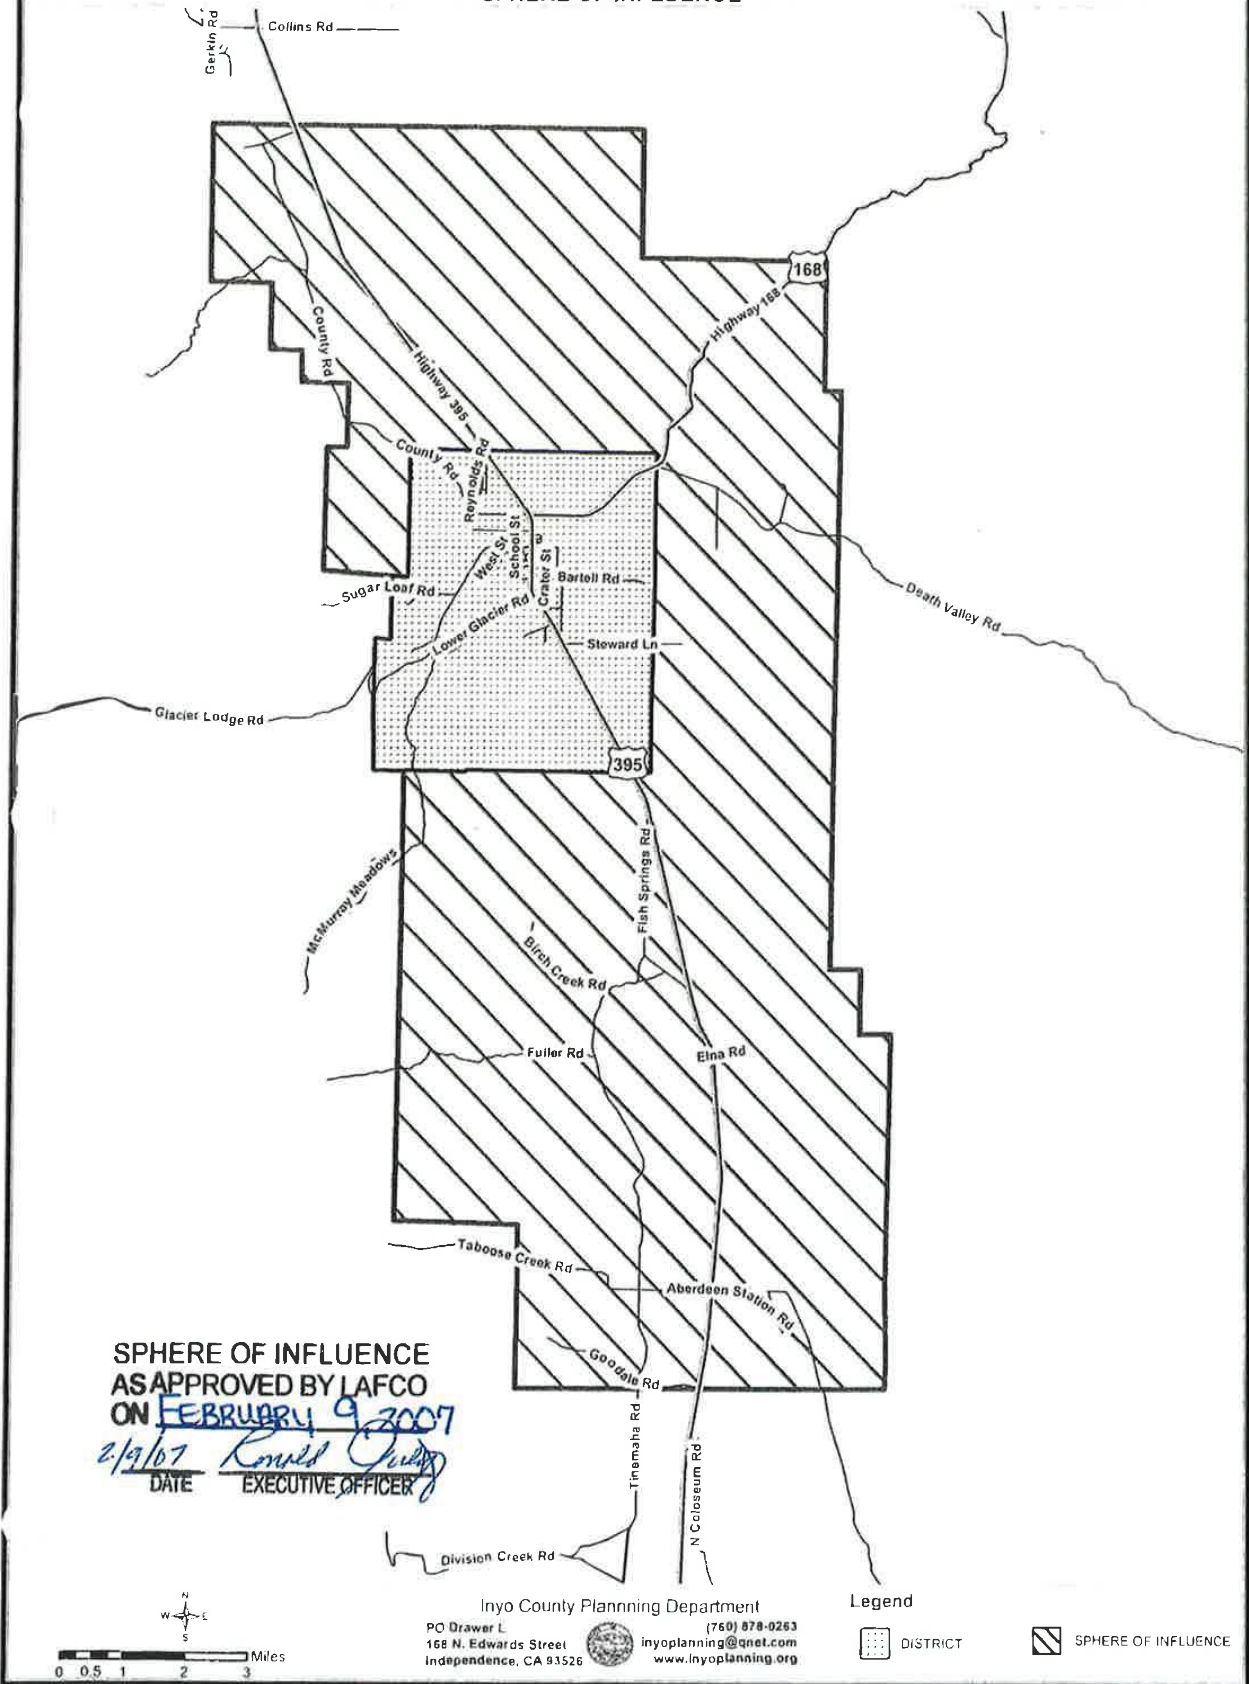 SPHERE OF INFLUENCE
Gerkin Rd
Collins Rd
168
Highway 168
County Rd
Highway 395
County Rd
Reynolds Rd
School St
West St
B
Crater St
Bartell Rd
Sugar Loaf Rd
Lower Glacier Rd
Steward Ln
Death Valley Rd
Glacier Lodge Rd
395
Fish Springs Rd
McMurray Meadows
Birch Creek Rd
Fuller Rd
Elna Rd
Taboose Creek Rd
Aberdeen Station Rd
Goodale Rd
Tinemaha Rd
N Coloseum Rd
Division Creek Rd
SPHERE OF INFLUENCE
AS APPROVED BY LAFCO
ON FEBRUARY 9, 2007
2/9/07
DATE EXECUTIVE OFFICER
N
W E
S
0 0.5 1 2 3 Miles
Inyo County Plannning Department
PO Drawer L
168 N. Edwards Street
Independence, CA 93526
(760) 878-0263
inyoplanning@qnet.com
www.inyoplanning.org
Legend
DISTRICT
SPHERE OF INFLUENCE